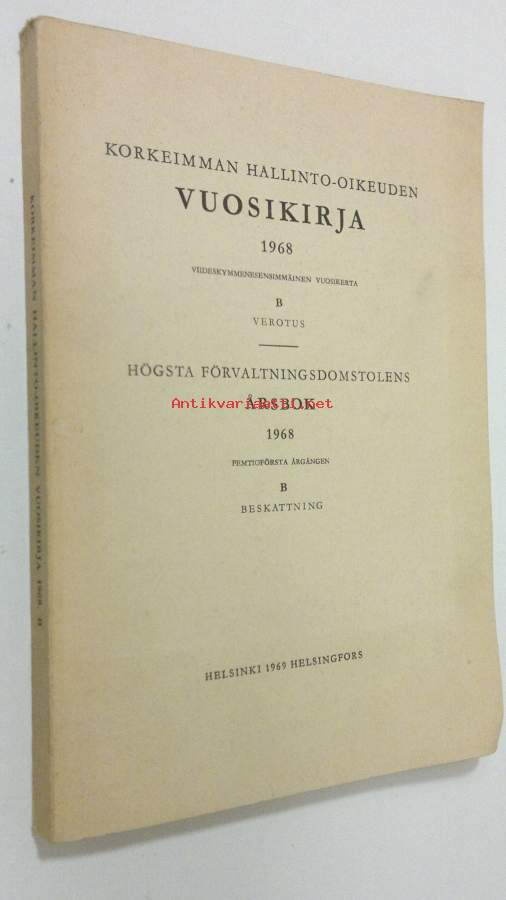 KORKEIMMAN HALLINTO-OIKEUDEN
VUOSIKIRJA
1968
VIIDESKYMMENESENSIMMÄINEN VUOSIKERTA
B
VEROTUS
HÖGSTA FÖRVALTNINGSDOMSTOLENS
ÅRSBOK
Antikvariaatti.net
1968
FEMTIOFÖRSTA ÅRGÅNGEN
B
BESKATTNING
HELSINKI 1969 HELSINGFORS
KORKEIMMAN HALLINTO-OIKEUDEN VUOSIKIRJA 1968 B